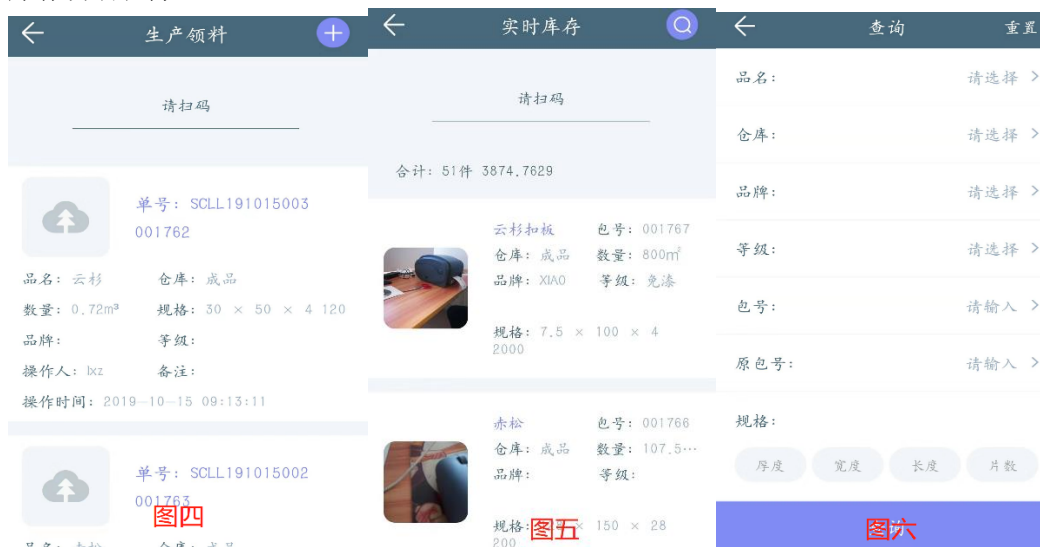 生产领料
请扫码
单号: SCLL191015003
001762
品名: 云杉 仓库: 成品
数量: 0.72m³ 规格: 30 × 50 × 4 120
品牌: 等级:
操作人: lxz 备注:
操作时间: 2019-10-15 09:13:11
单号: SCLL191015002
001763
图四
实时库存
请扫码
合计: 51件 3874.7629
云杉扣板 包号: 001767
仓库: 成品 数量: 800㎡
品牌: XIAO 等级: 免漆
规格: 7.5 × 100 × 4
2000
赤松 包号: 001766
仓库: 成品 数量: 107.5…
品牌: 等级:
规格: × 150 × 28
200
图五
查询 重置
品名: 请选择
仓库: 请选择
品牌: 请选择
等级: 请选择
包号: 请输入
原包号: 请输入
规格:
厚度 宽度 长度 片数
图六